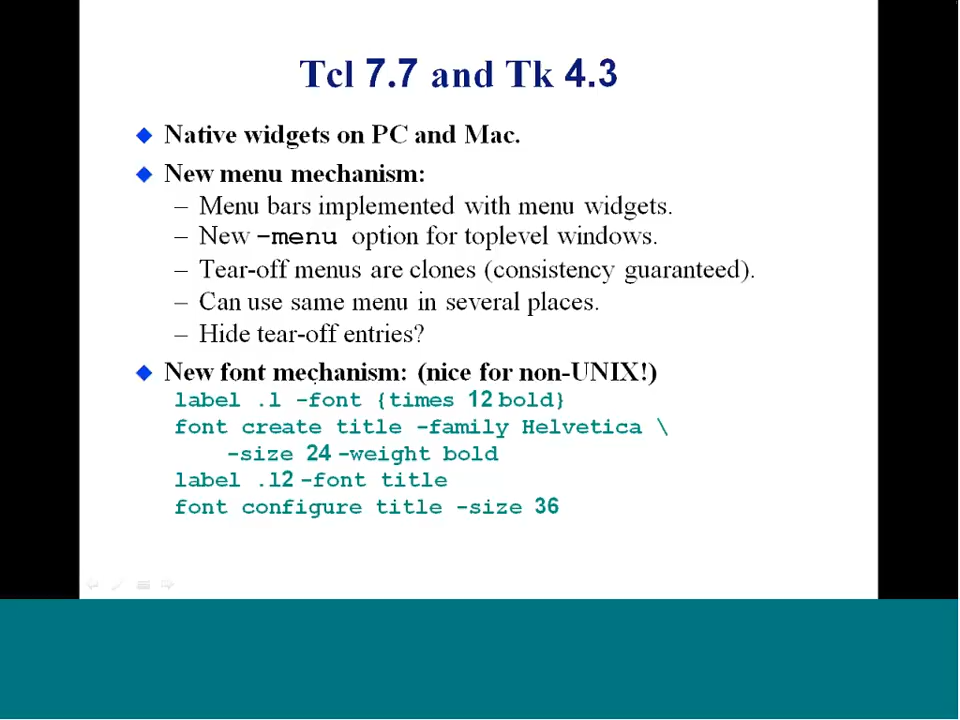 Tcl 7.7 and Tk 4.3
Native widgets on PC and Mac.
New menu mechanism:
– Menu bars implemented with menu widgets.
– New –menu option for toplevel windows.
– Tear-off menus are clones (consistency guaranteed).
– Can use same menu in several places.
– Hide tear-off entries?
New font mechanism: (nice for non-UNIX!)
label .l -font {times 12 bold}
font create title -family Helvetica \
-size 24 -weight bold
label .l2 -font title
font configure title -size 36